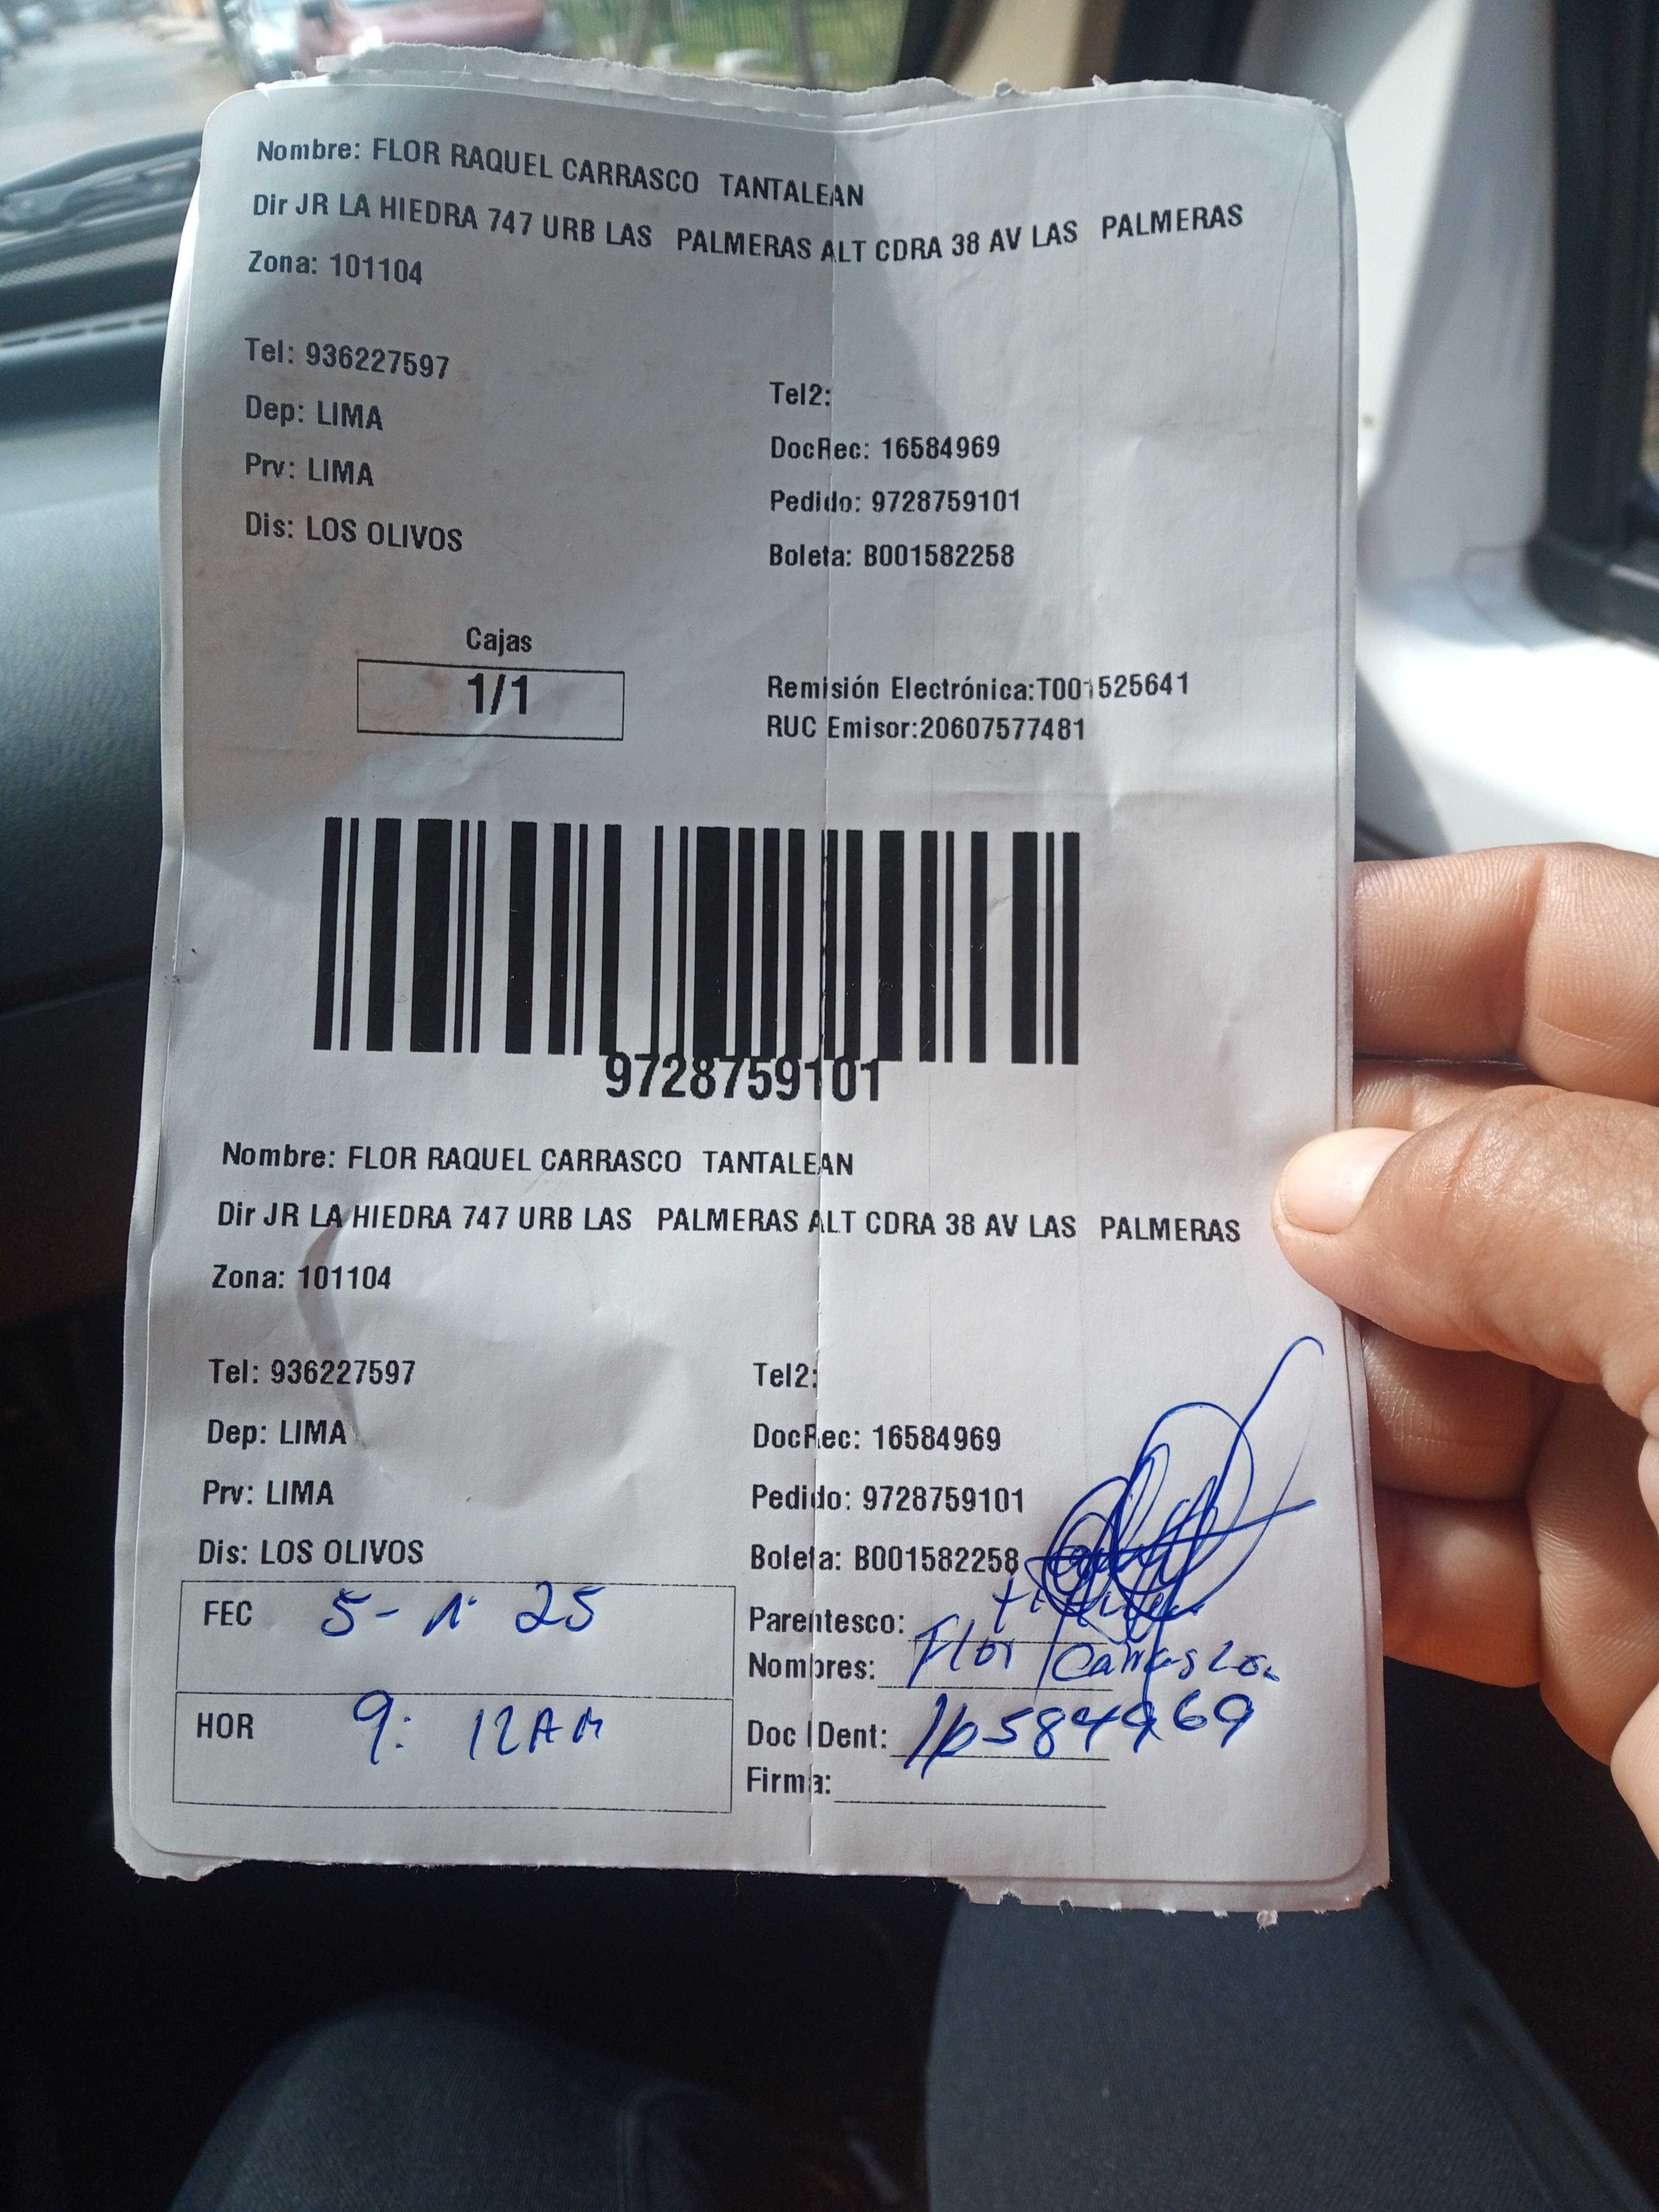 Nombre: FLOR RAQUEL CARRASCO TANTALEAN
Dir JR LA HIEDRA 747 URB LAS PALMERAS ALT CDRA 38 AV LAS PALMERAS
Zona: 101104
Tel: 936227597
Tel2:
Dep: LIMA
DocRec: 16584969
Prv: LIMA
Pedido: 9728759101
Dis: LOS OLIVOS
Boleta: B001582258
Cajas
1/1
Remisión Electrónica:T001525641
RUC Emisor:20607577481
9728759101
Nombre: FLOR RAQUEL CARRASCO TANTALEAN
Dir JR LA HIEDRA 747 URB LAS PALMERAS ALT CDRA 38 AV LAS PALMERAS
Zona: 101104
Tel: 936227597
Tel2:
Dep: LIMA
DocRec: 16584969
Prv: LIMA
Pedido: 9728759101
Dis: LOS OLIVOS
Boleta: B001582258
FEC 5- 11 25
Parentesco:
Nombres: Flor Carrasco
HOR 9: 12AM
Doc IDent: 16584969
Firma: